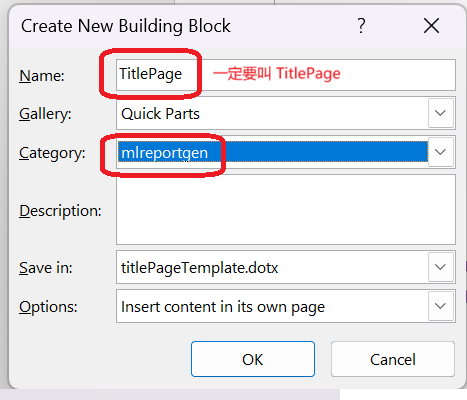 Create New Building Block
Name: TitlePage 一定要叫 TitlePage
Gallery: Quick Parts
Category: mlreportgen
Description:
Save in: titlePageTemplate.dotx
Options: Insert content in its own page
OK Cancel